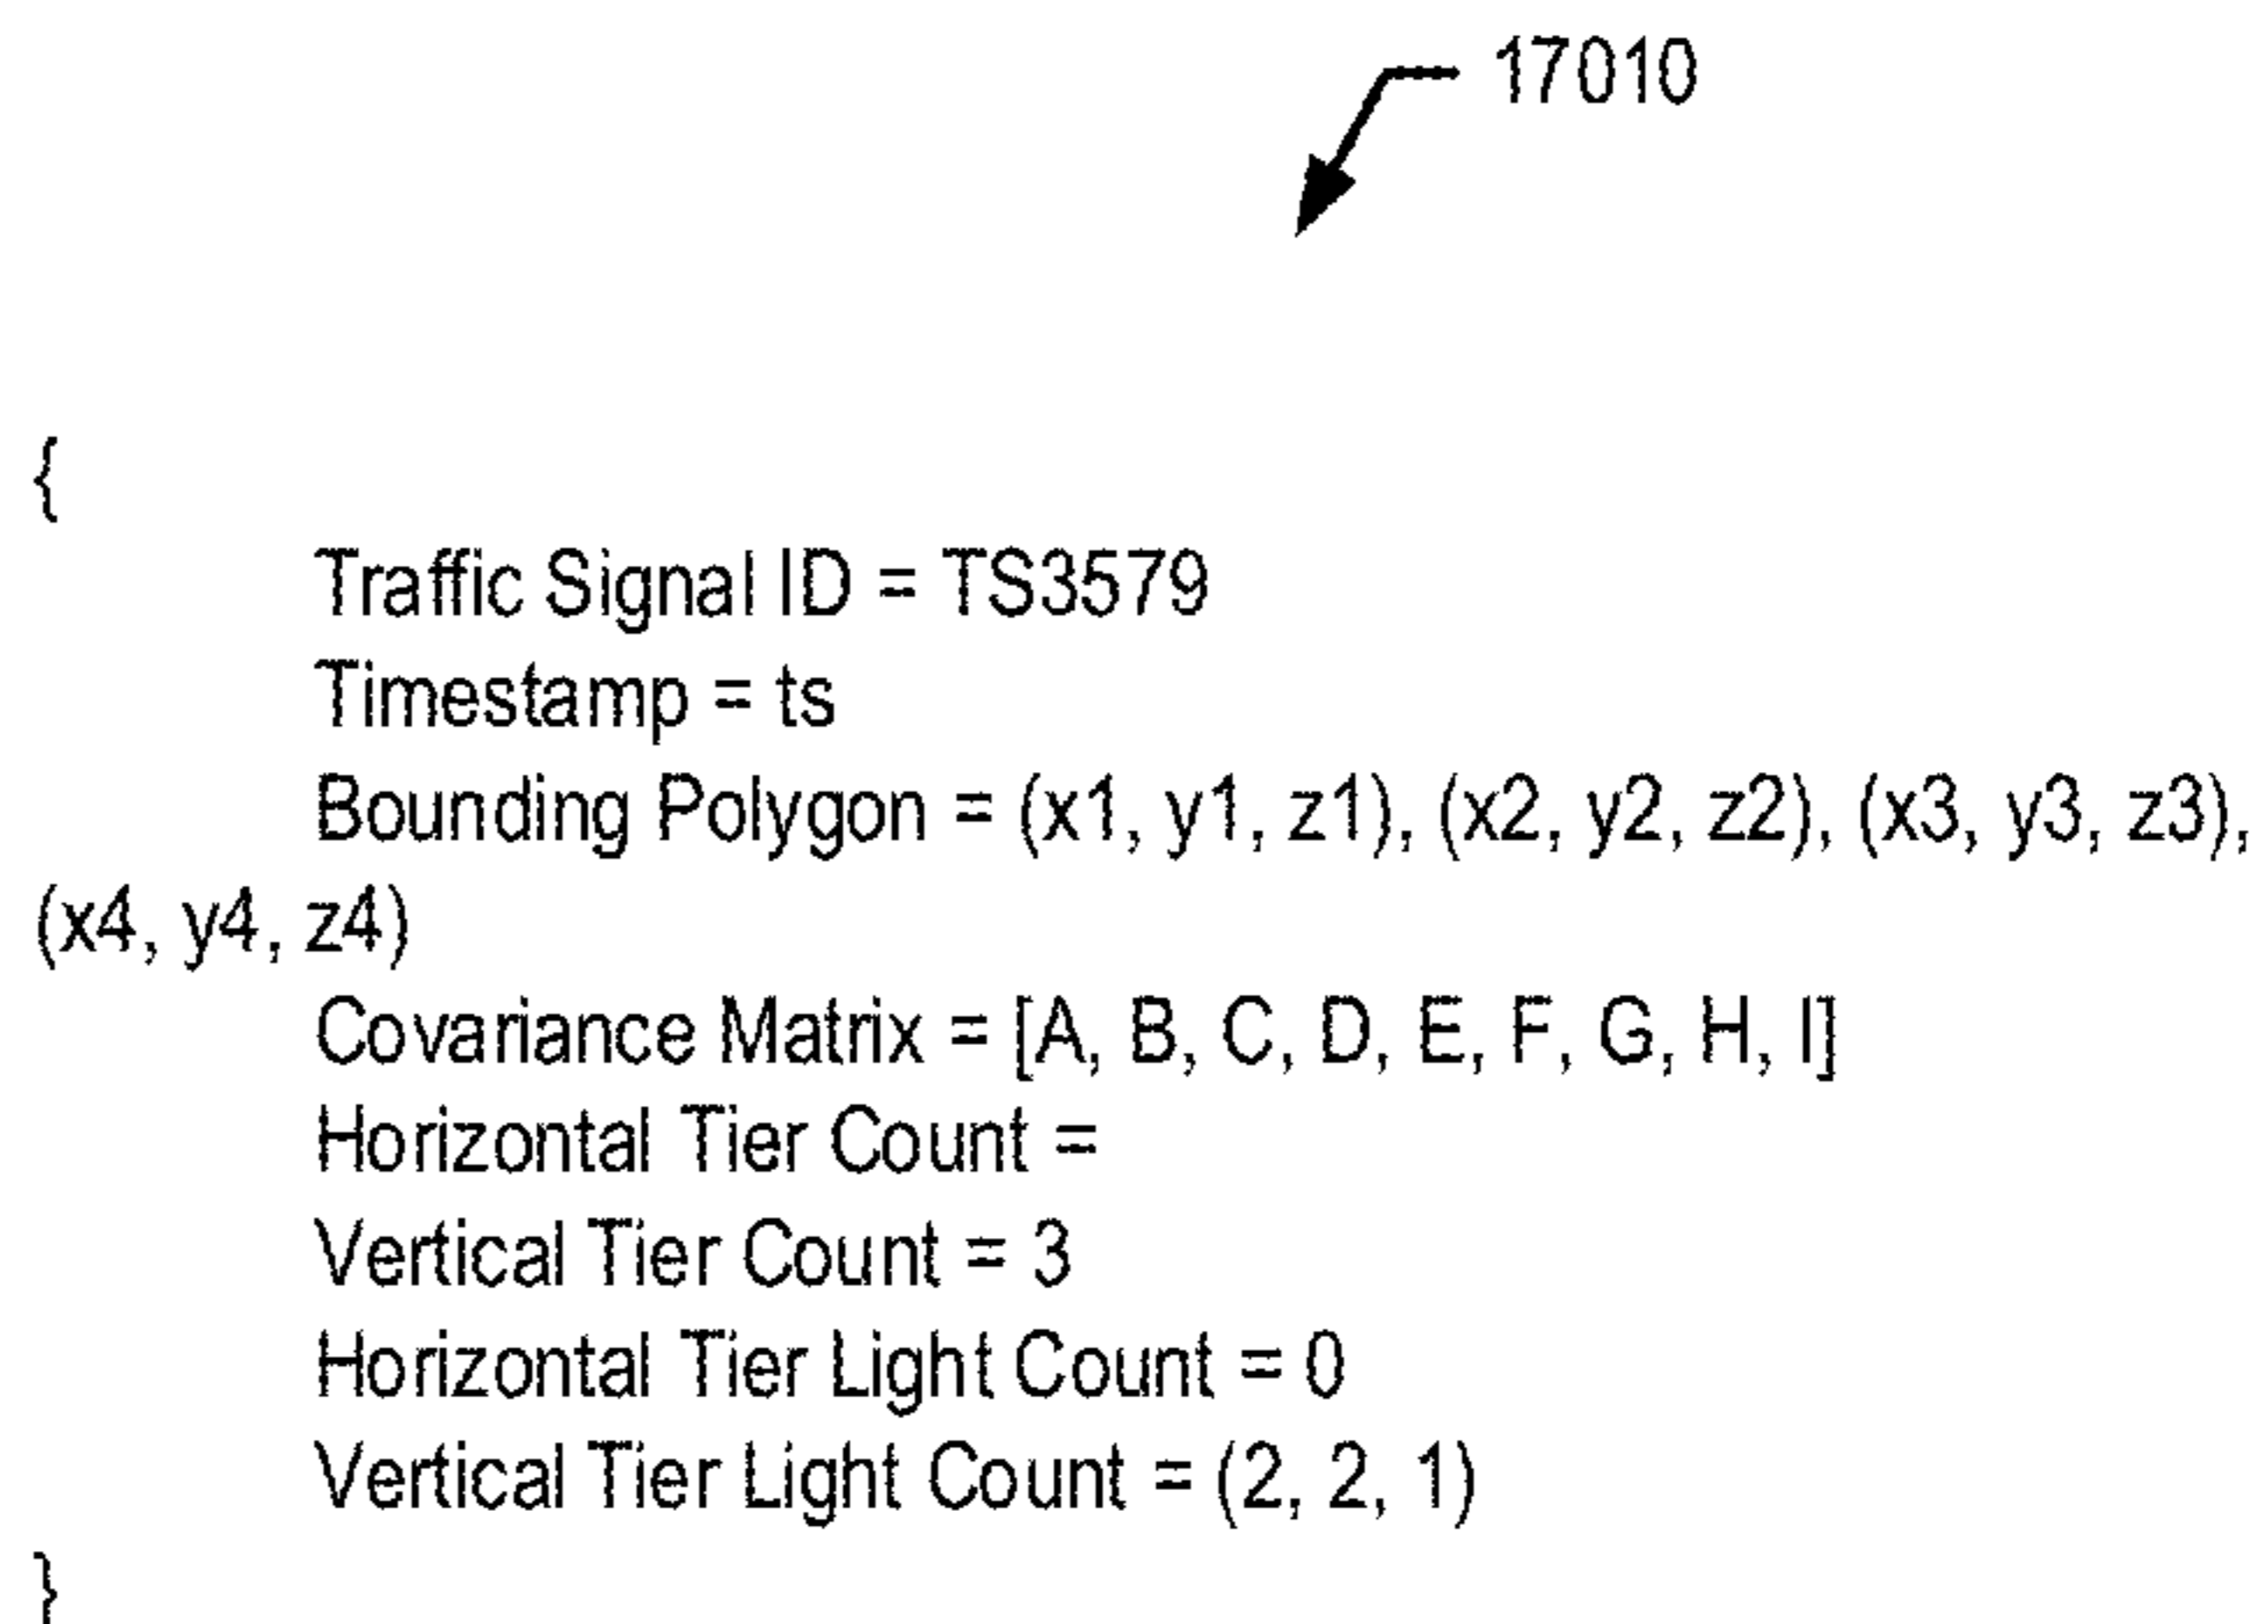 17010
{
Traffic Signal ID = TS3579
Timestamp = ts
Bounding Polygon = (x1, y1, z1), (x2, y2, z2), (x3, y3, z3),
(x4, y4, z4)
Covariance Matrix = [A, B, C, D, E, F, G, H, I]
Horizontal Tier Count =
Vertical Tier Count = 3
Horizontal Tier Light Count = 0
Vertical Tier Light Count = (2, 2, 1)
}